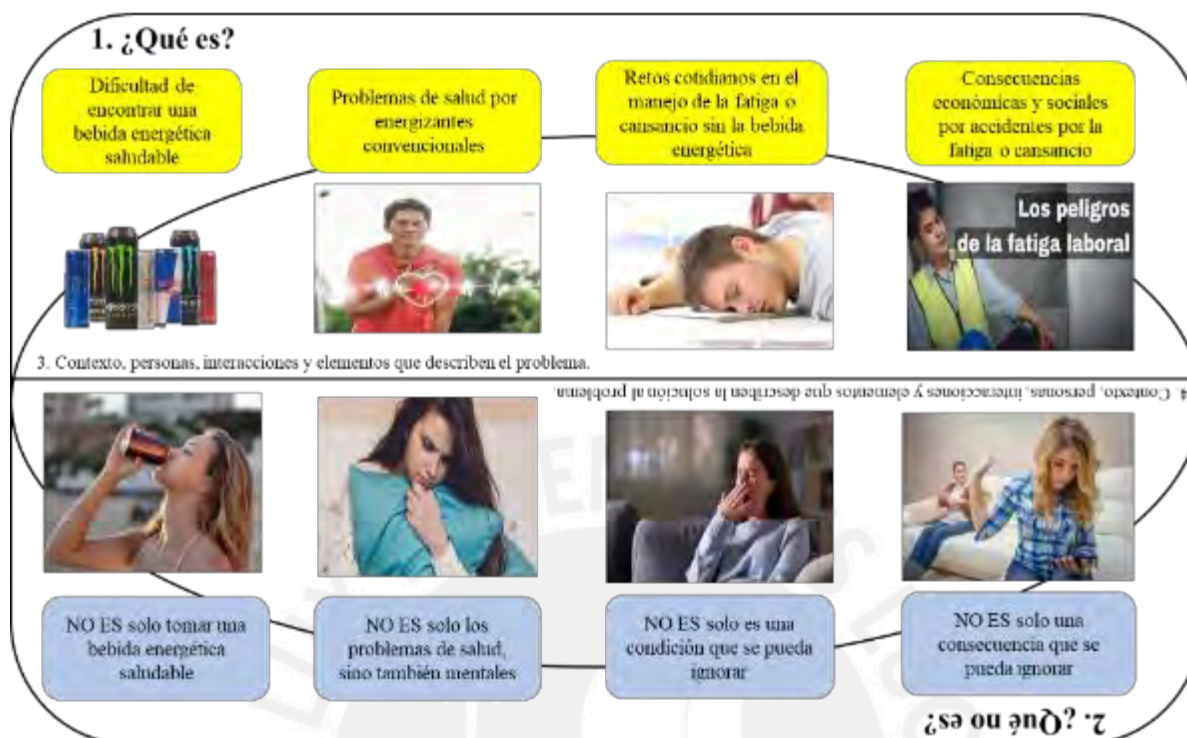 1. ¿Qué es?
Dificultad de
encontrar una
bebida energética
saludable
Problemas de salud por
energizantes
convencionales
Retos cotidianos en el
manejo de la fatiga o
cansancio sin la bebida
energética
Consecuencias
económicas y sociales
por accidentes por la
fatiga o cansancio
Los peligros
de la fatiga laboral
3. Contexto, personas, interacciones y elementos que describen el problema.
4. Contexto, personas, interacciones y elementos que describen la solución al problema.
NO ES solo tomar una
bebida energética
saludable
NO ES solo los
problemas de salud,
sino también mentales
NO ES solo es una
condición que se pueda
ignorar
NO ES solo una
consecuencia que se
pueda ignorar
2. ¿Qué no es?